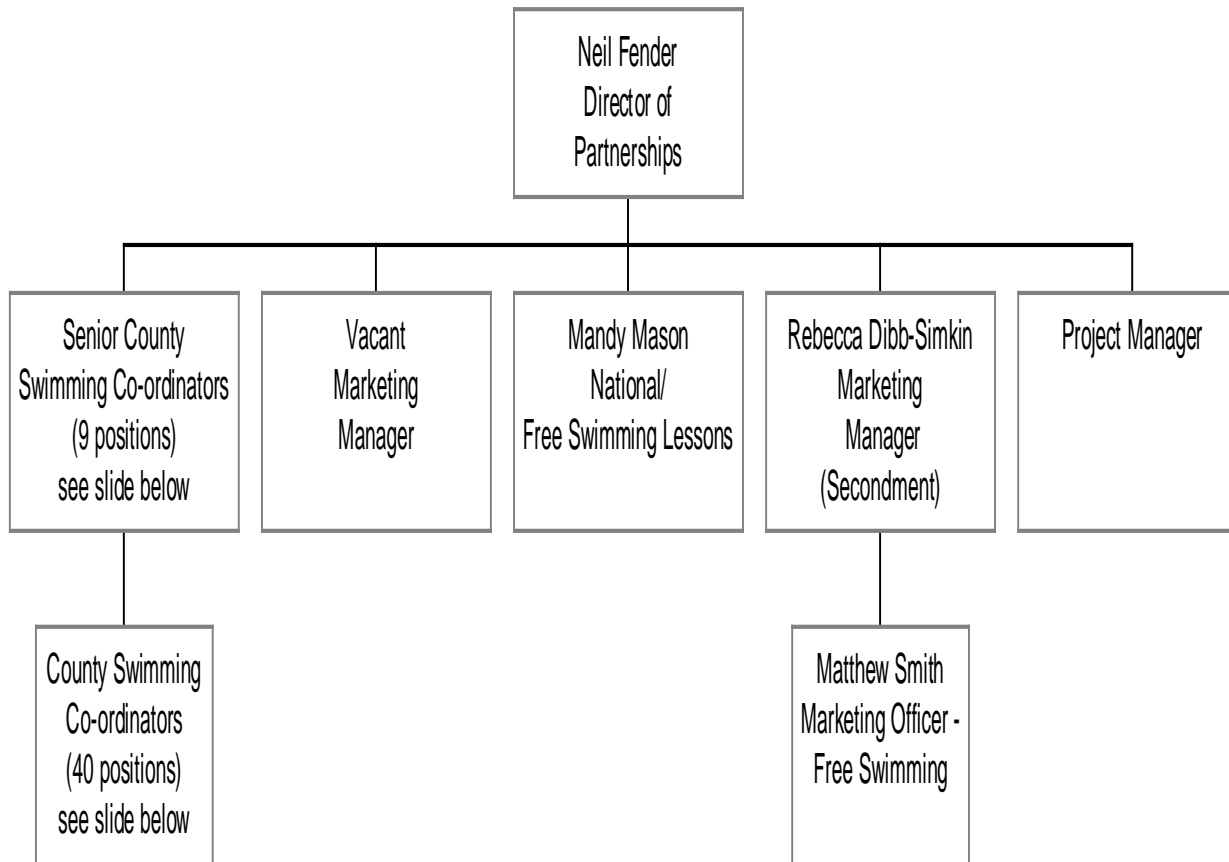 Neil Fender
Director of
Partnerships
Senior County
Swimming Co-ordinators
(9 positions)
see slide below
Vacant
Marketing
Manager
Mandy Mason
National/
Free Swimming Lessons
Rebecca Dibb-Simkin
Marketing
Manager
(Secondment)
Project Manager
County Swimming
Co-ordinators
(40 positions)
see slide below
Matthew Smith
Marketing Officer -
Free Swimming